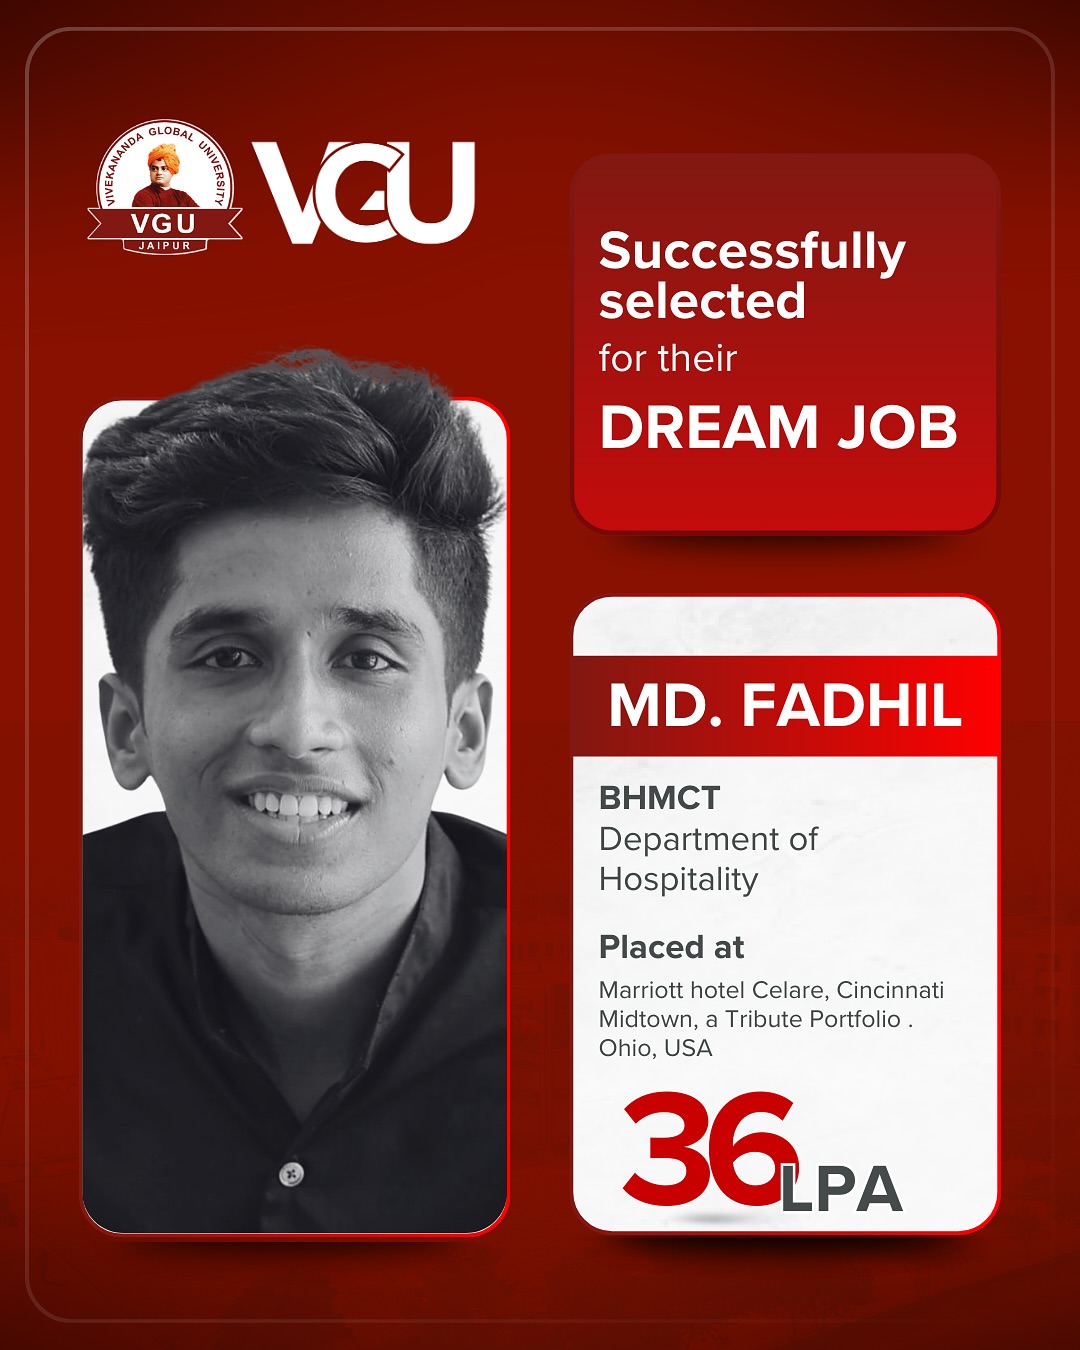 VIVEKANANDA GLOBAL UNIVERSITY
VGU
JAIPUR
VGU
Successfully
selected
for their
DREAM JOB
MD. FADHIL
BHMCT
Department of
Hospitality
Placed at
Marriott hotel Celare, Cincinnati
Midtown, a Tribute Portfolio .
Ohio, USA
36LPA